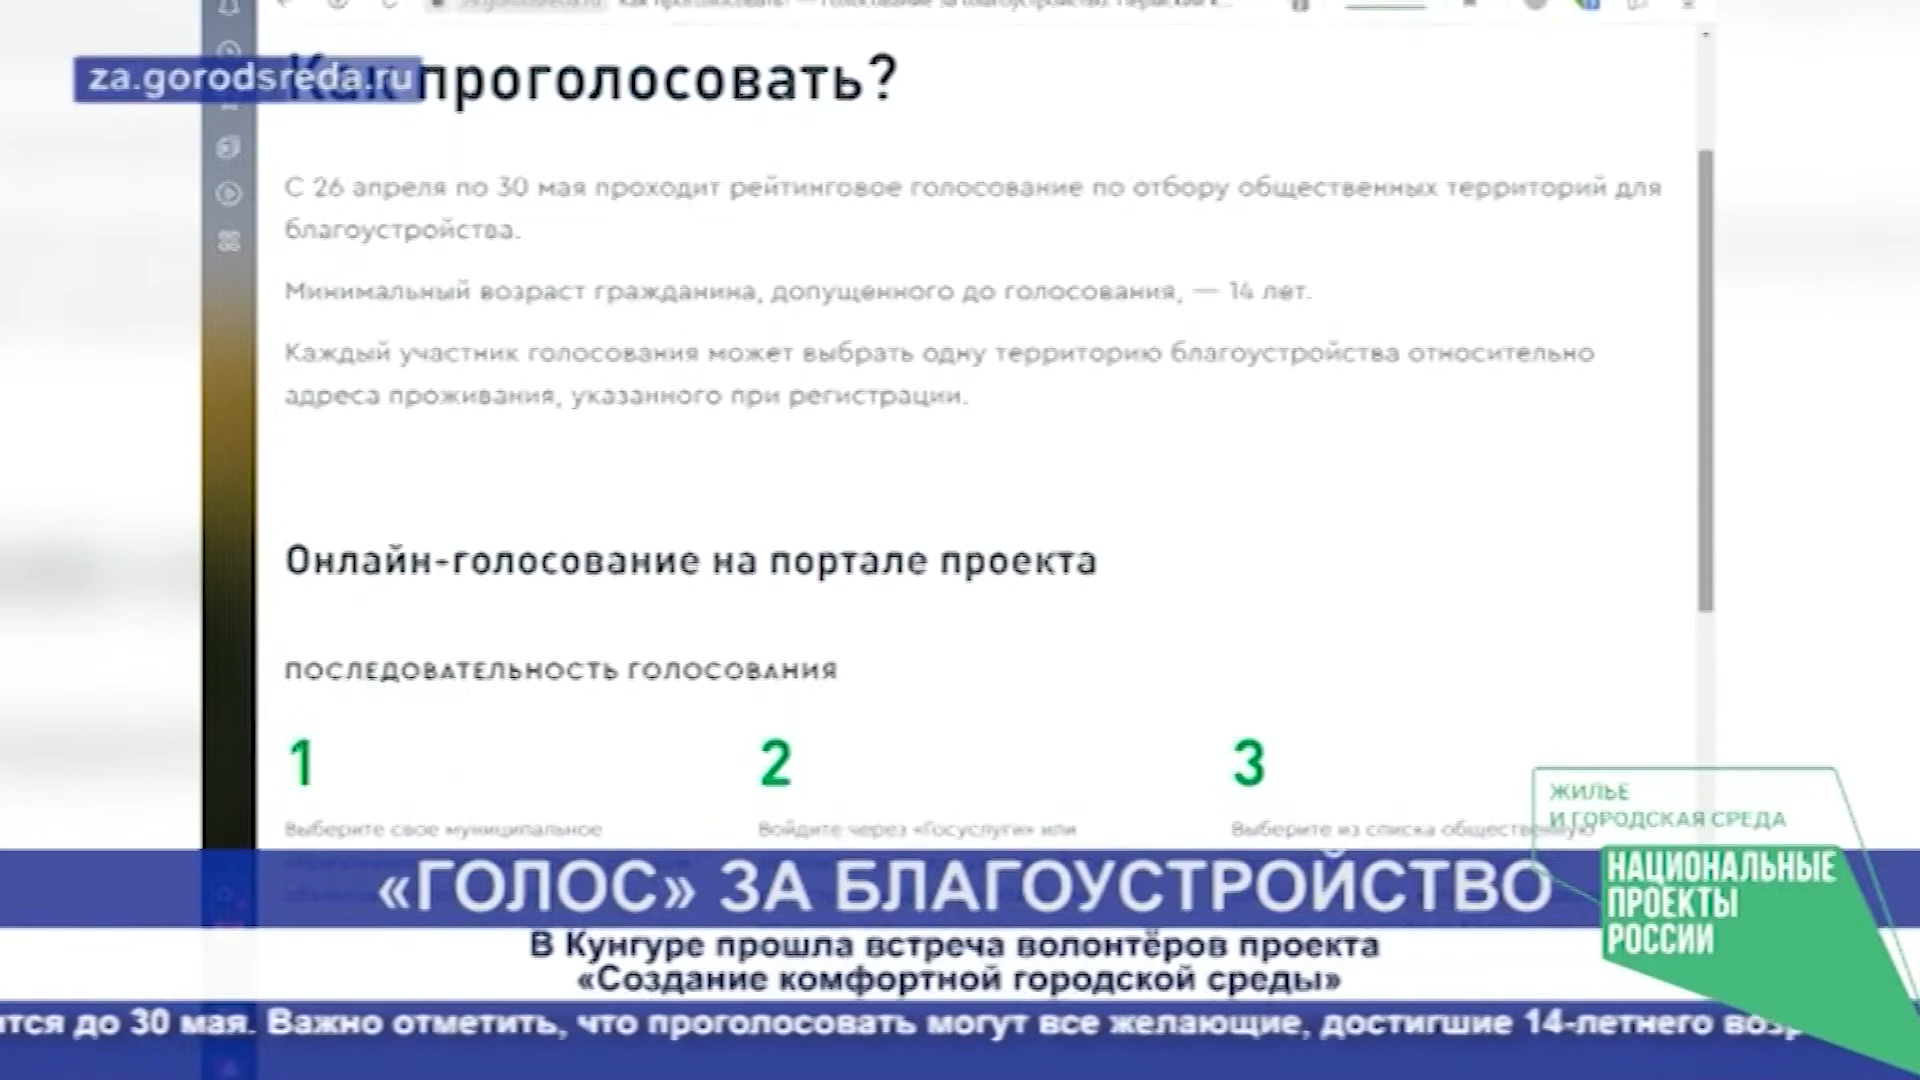 za.gorodsreda.ru
Как проголосовать?
С 26 апреля по 30 мая проходит рейтинговое голосование по отбору общественных территорий для
благоустройства.
Минимальный возраст гражданина, допущенного до голосования, — 14 лет.
Каждый участник голосования может выбрать одну территорию благоустройства относительно
адреса проживания, указанного при регистрации.
Онлайн-голосование на портале проекта
ПОСЛЕДОВАТЕЛЬНОСТЬ ГОЛОСОВАНИЯ
1
2
3
Выберите свое муниципальное
Войдите через «Госуслуги» или
Выберите из списка общественную
ЖИЛЬЕ
И ГОРОДСКАЯ СРЕДА
НАЦИОНАЛЬНЫЕ
ПРОЕКТЫ
РОССИИ
«ГОЛОС» ЗА БЛАГОУСТРОЙСТВО
В Кунгуре прошла встреча волонтёров проекта
«Создание комфортной городской среды»
тся до 30 мая. Важно отметить, что проголосовать могут все желающие, достигшие 14-летнего возр